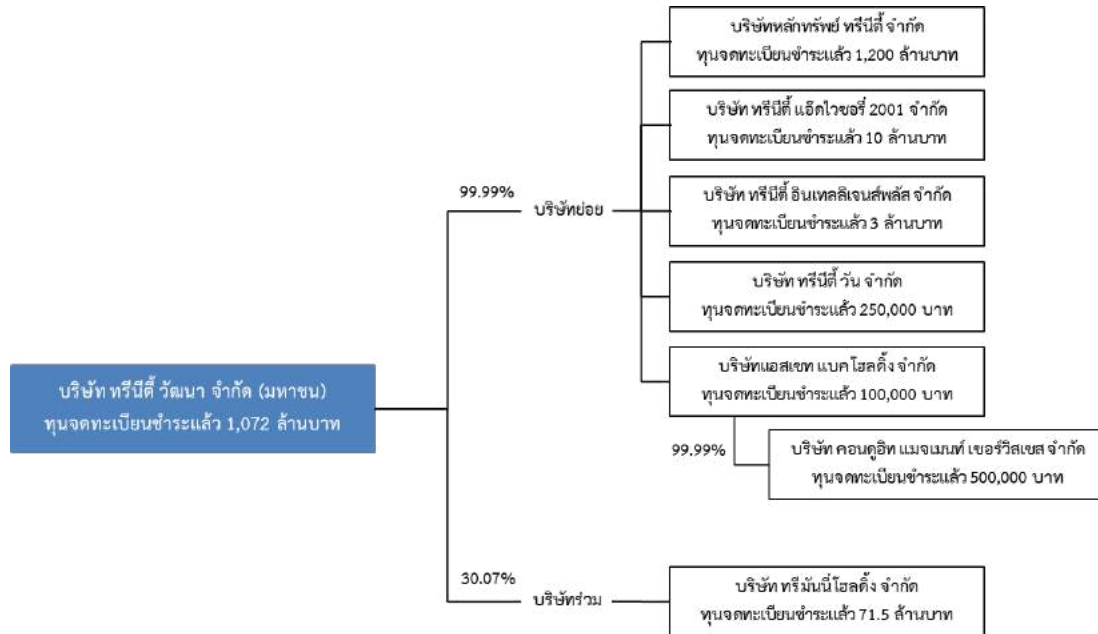 บริษัทหลักทรัพย์ ทรีนีตี้ จำกัด
ทุนจดทะเบียนชำระแล้ว 1,200 ล้านบาท
บริษัท ทรีนีตี้ แอ๊ดไวซอรี่ 2001 จำกัด
ทุนจดทะเบียนชำระแล้ว 10 ล้านบาท
99.99%
บริษัทย่อย
บริษัท ทรีนีตี้ อินเทลลิเจนส์พลัส จำกัด
ทุนจดทะเบียนชำระแล้ว 3 ล้านบาท
บริษัท ทรีนีตี้ วัน จำกัด
ทุนจดทะเบียนชำระแล้ว 250,000 บาท
บริษัท ทรีนีตี้ วัฒนา จำกัด (มหาชน)
ทุนจดทะเบียนชำระแล้ว 1,072 ล้านบาท
บริษัทแอสเซท แบค โฮลดิ้ง จำกัด
ทุนจดทะเบียนชำระแล้ว 100,000 บาท
99.99%
บริษัท คอนดูอิท แมจเมนท์ เซอร์วิสเซส จำกัด
ทุนจดทะเบียนชำระแล้ว 500,000 บาท
30.07%
บริษัทร่วม
บริษัท ทรีมันนี่ โฮลดิ้ง จำกัด
ทุนจดทะเบียนชำระแล้ว 71.5 ล้านบาท